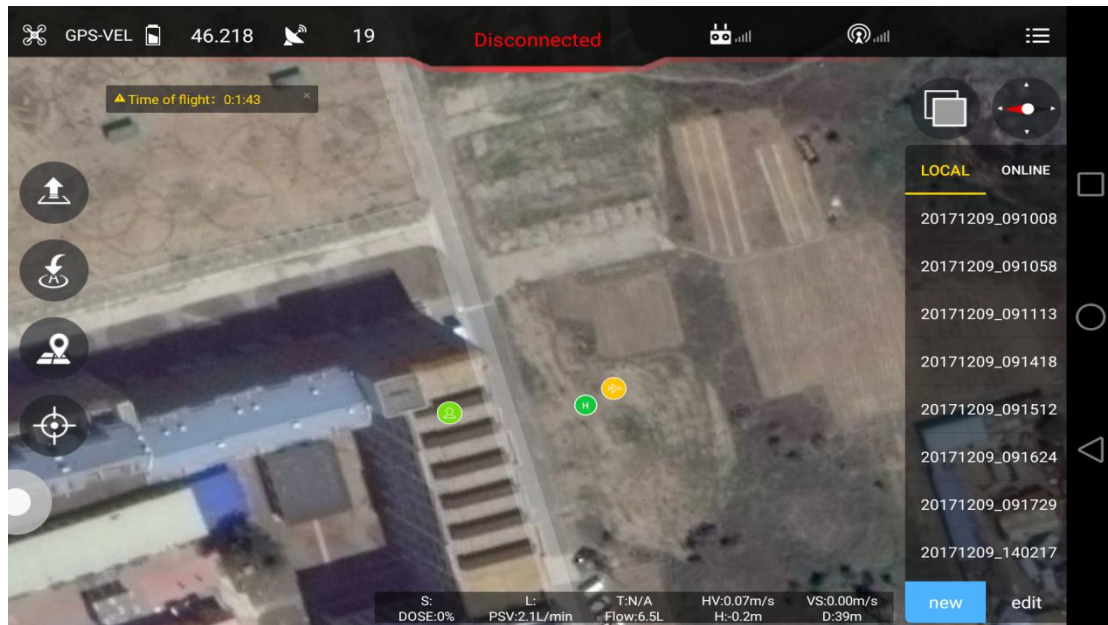 GPS-VEL 46.218 19 Disconnected
Time of flight: 0:1:43 ×
LOCAL ONLINE
20171209_091008
20171209_091058
20171209_091113
20171209_091418
20171209_091512
20171209_091624
20171209_091729
20171209_140217
new edit
H
S: L: T:N/A HV:0.07m/s VS:0.00m/s
DOSE:0% PSV:2.1L/min Flow:6.5L H:-0.2m D:39m